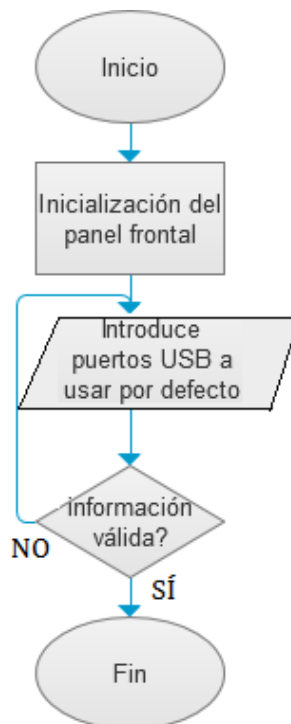 Inicio
Inicialización del
panel frontal
Introduce
puertos USB a
usar por defecto
información
válida?
NO
SÍ
Fin